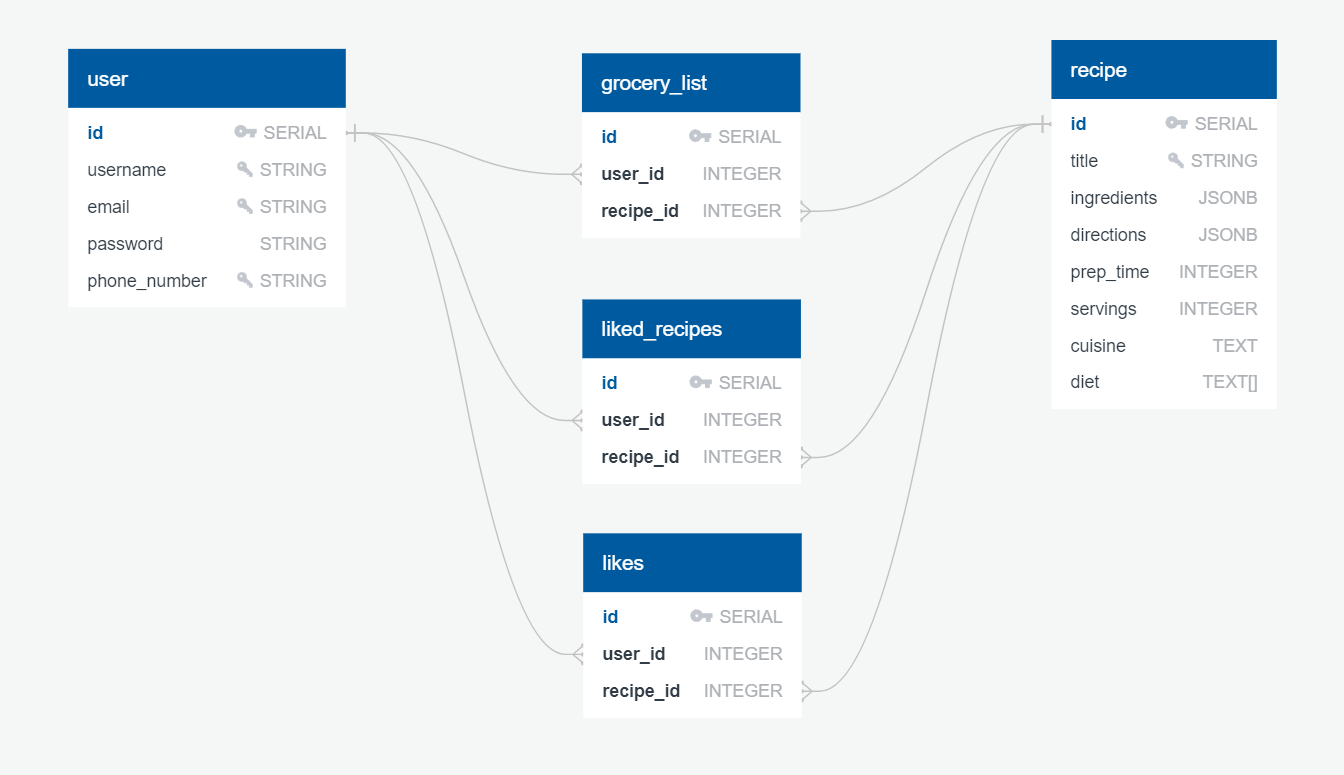 user
id SERIAL
username STRING
email STRING
password STRING
phone_number STRING
grocery_list
id SERIAL
user_id INTEGER
recipe_id INTEGER
liked_recipes
id SERIAL
user_id INTEGER
recipe_id INTEGER
likes
id SERIAL
user_id INTEGER
recipe_id INTEGER
recipe
id SERIAL
title STRING
ingredients JSONB
directions JSONB
prep_time INTEGER
servings INTEGER
cuisine TEXT
diet TEXT[]